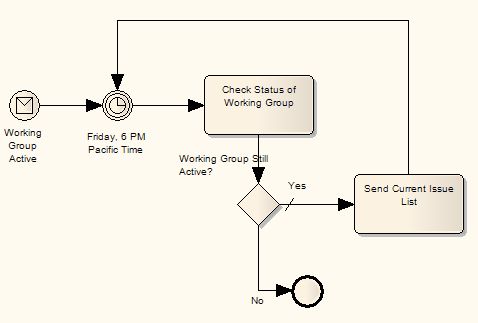 Check Status of
Working Group
Working
Group
Active
Friday, 6 PM
Pacific Time
Working Group Still
Active?
Yes
Send Current Issue
List
No